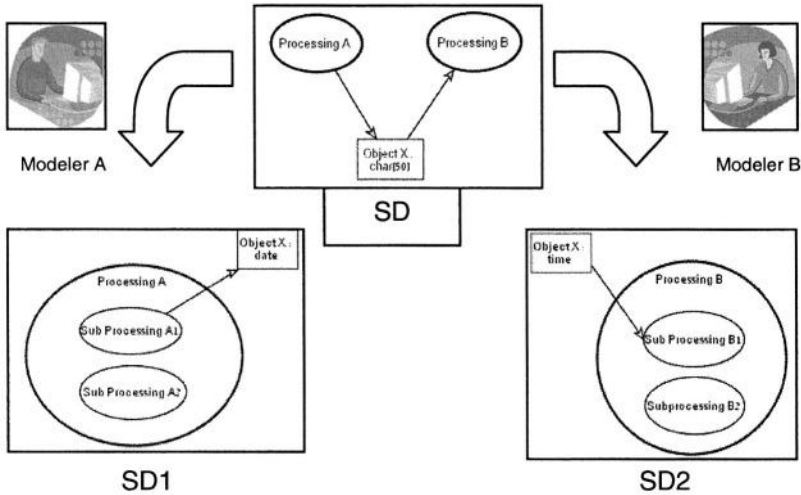 Processing A
Processing B
Object X :
char[50]
SD
Modeler A
Modeler B
Object X :
date
Processing A
Sub Processing A1
Sub Processing A2
SD1
Object X :
time
Processing B
Sub Processing B1
Subprocessing B2
SD2